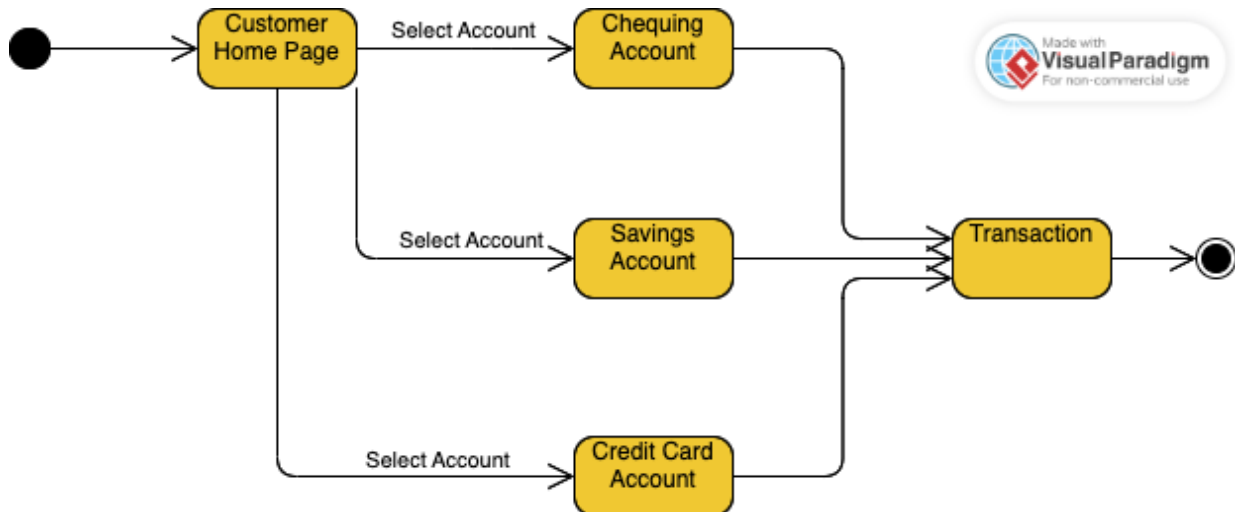 Customer
Home Page
Select Account
Chequing
Account
Made with
Visual Paradigm
For non-commercial use
Select Account
Savings
Account
Transaction
Select Account
Credit Card
Account